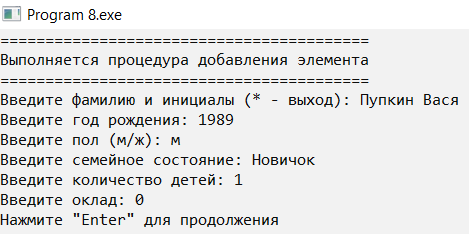 Program 8.exe
=========================================
Выполняется процедура добавления элемента
=========================================
Введите фамилию и инициалы (* - выход): Пупкин Вася
Введите год рождения: 1989
Введите пол (м/ж): м
Введите семейное состояние: Новичок
Введите количество детей: 1
Введите оклад: 0
Нажмите "Enter" для продолжения